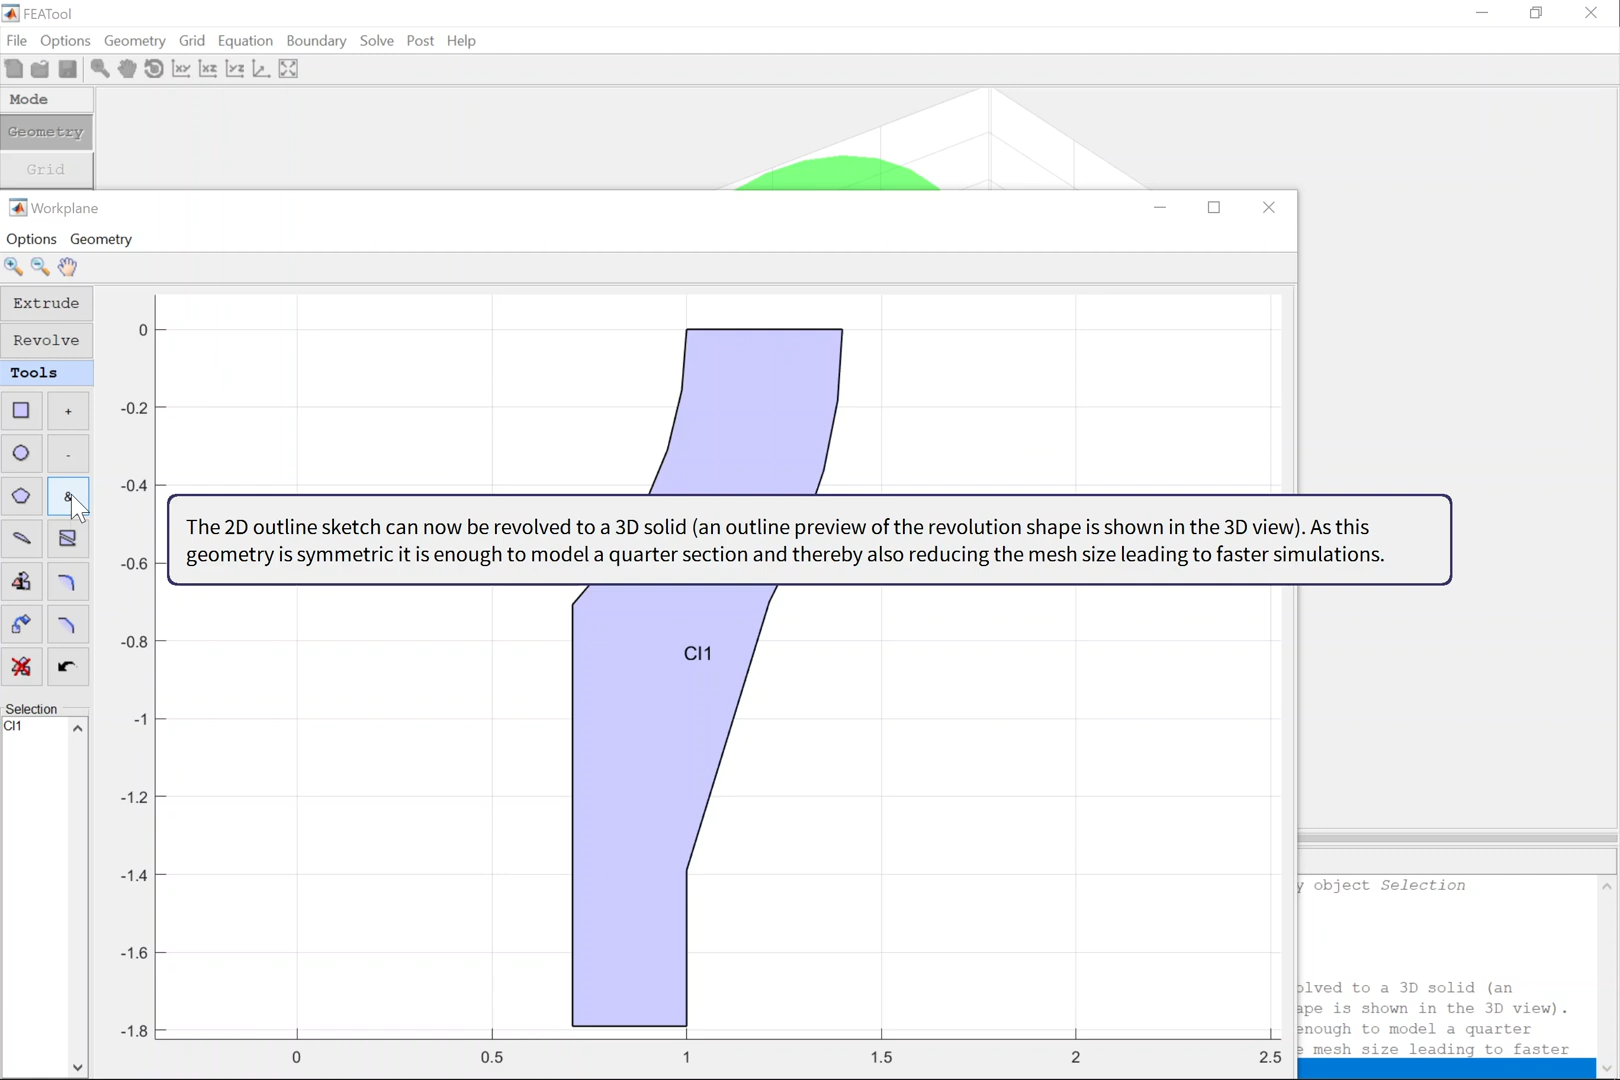 FEATool
File Options Geometry Grid Equation Boundary Solve Post Help
Mode
Geometry
Grid
Workplane
Options Geometry
Extrude
Revolve
Tools
+
-
&
Selection
CI1
0
-0.2
-0.4
-0.6
-0.8
-1
-1.2
-1.4
-1.6
-1.8
0 0.5 1 1.5 2 2.5
CI1
The 2D outline sketch can now be revolved to a 3D solid (an outline preview of the revolution shape is shown in the 3D view). As this
geometry is symmetric it is enough to model a quarter section and thereby also reducing the mesh size leading to faster simulations.
y object Selection
olved to a 3D solid (an
ape is shown in the 3D view).
enough to model a quarter
e mesh size leading to faster